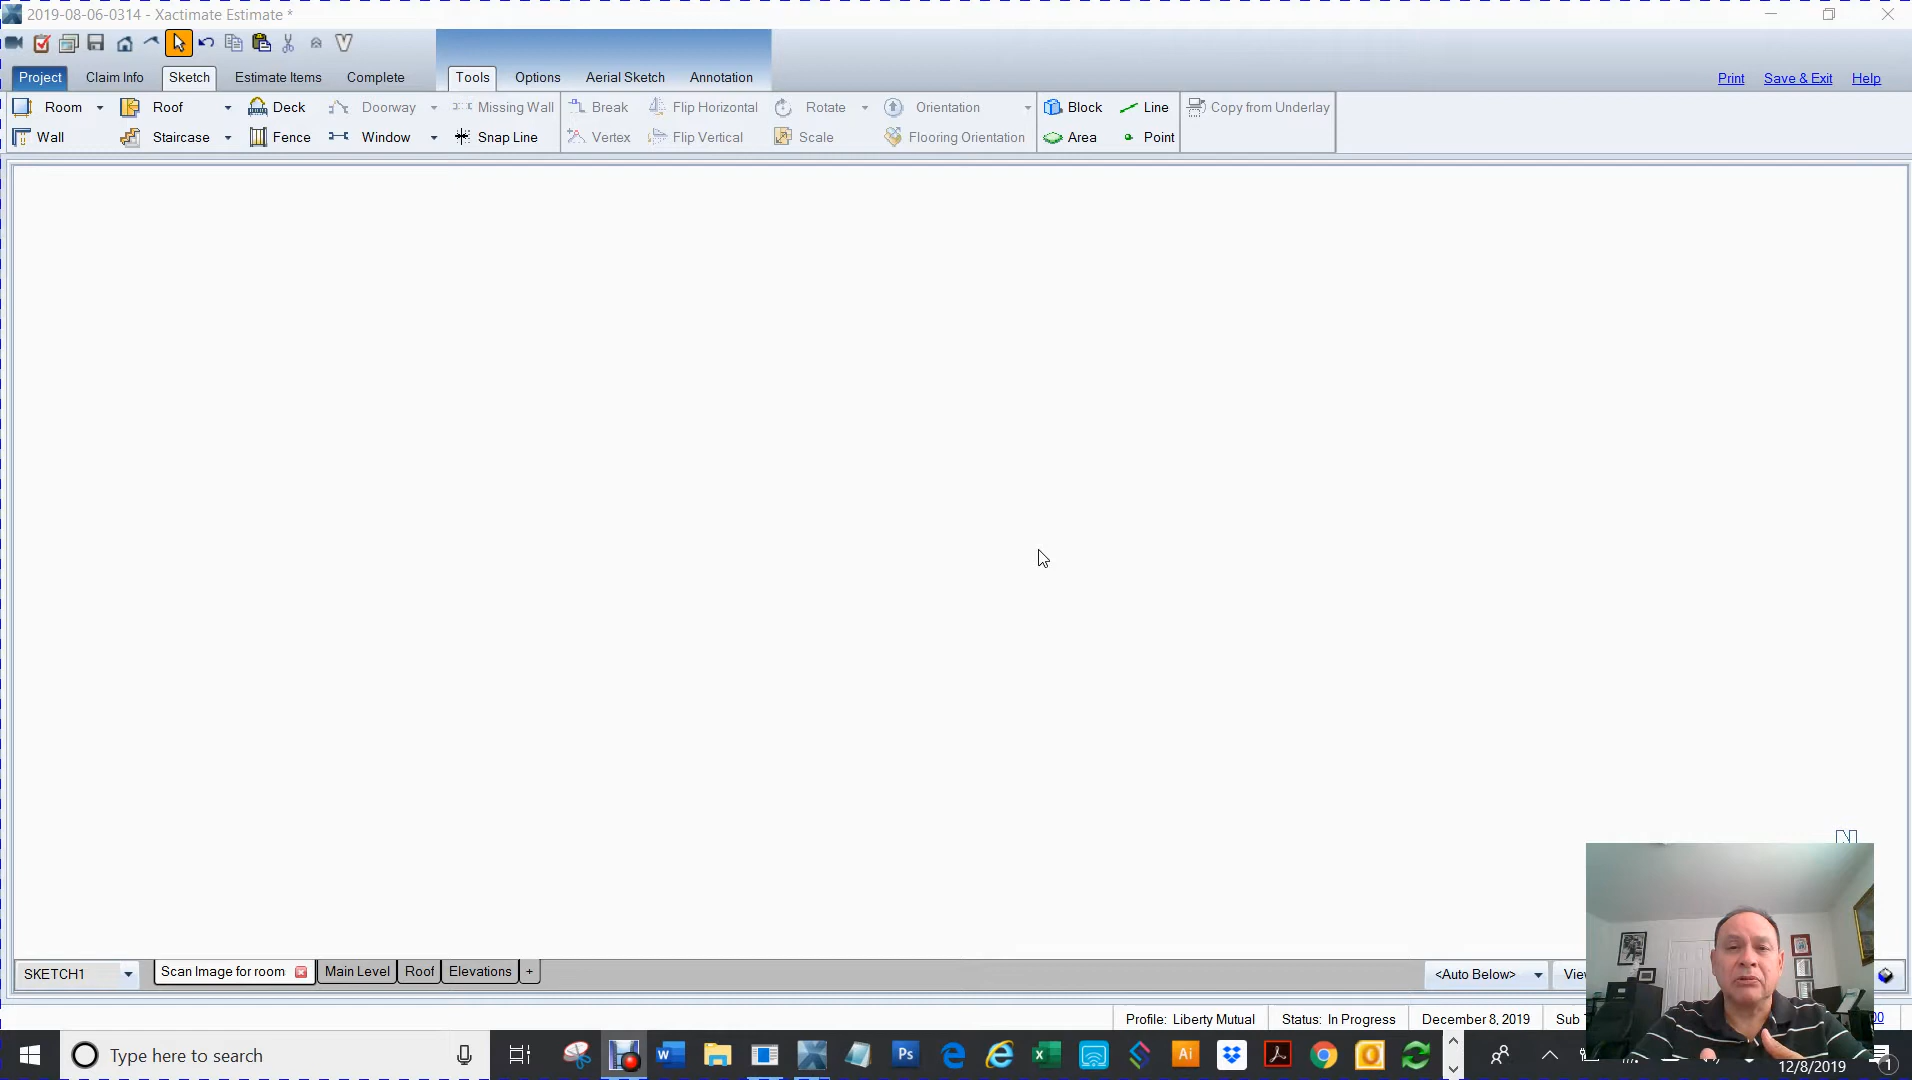 2019-08-06-0314 - Xactimate Estimate *
Project Claim Info Sketch Estimate Items Complete Tools Options Aerial Sketch Annotation Print Save & Exit Help
Room Roof Deck Doorway Missing Wall Break Flip Horizontal Rotate Orientation Block Line Copy from Underlay
Wall Staircase Fence Window Snap Line Vertex Flip Vertical Scale Flooring Orientation Area Point
N
SKETCH1 Scan Image for room Main Level Roof Elevations + <Auto Below>
Profile: Liberty Mutual Status: In Progress December 8, 2019 Sub
Type here to search Ps Ai
12/8/2019 1